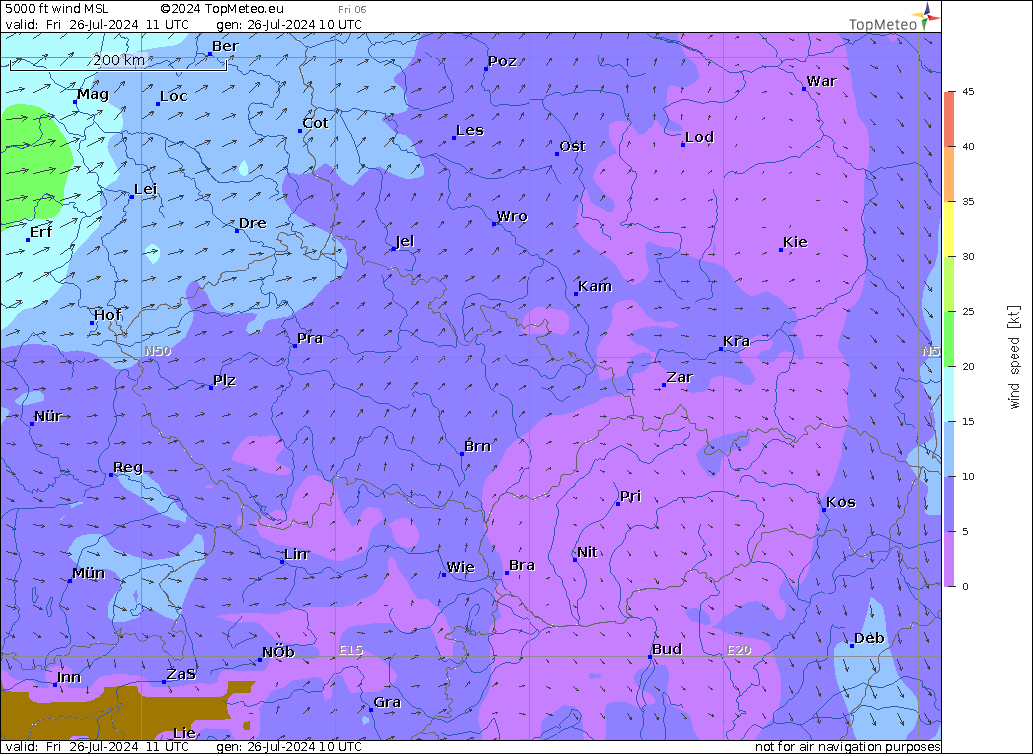 5000 ft wind MSL ©2024 TopMeteo.eu Fri 06
valid: Fri 26-Jul-2024 11 UTC gen: 26-Jul-2024 10 UTC
TopMeteo
Ber
200 km
Poz
War
Mag
Loc
45
Cot
Les
Lod
Ost
40
Lei
35
Wro
Dre
Erf
Jel
Kie
30
Kam
Hof
25
Pra
Kra
N50
N5
20
Plz
Zar
wind speed [kt]
Nür
15
Brn
Reg
10
Pri
Kos
5
Lin
Nit
Wie
Bra
Mün
0
Deb
NÖb
E15
Bud
E20
Inn
ZaS
Gra
Lie
valid: Fri 26-Jul-2024 11 UTC gen: 26-Jul-2024 10 UTC
not for air navigation purposes